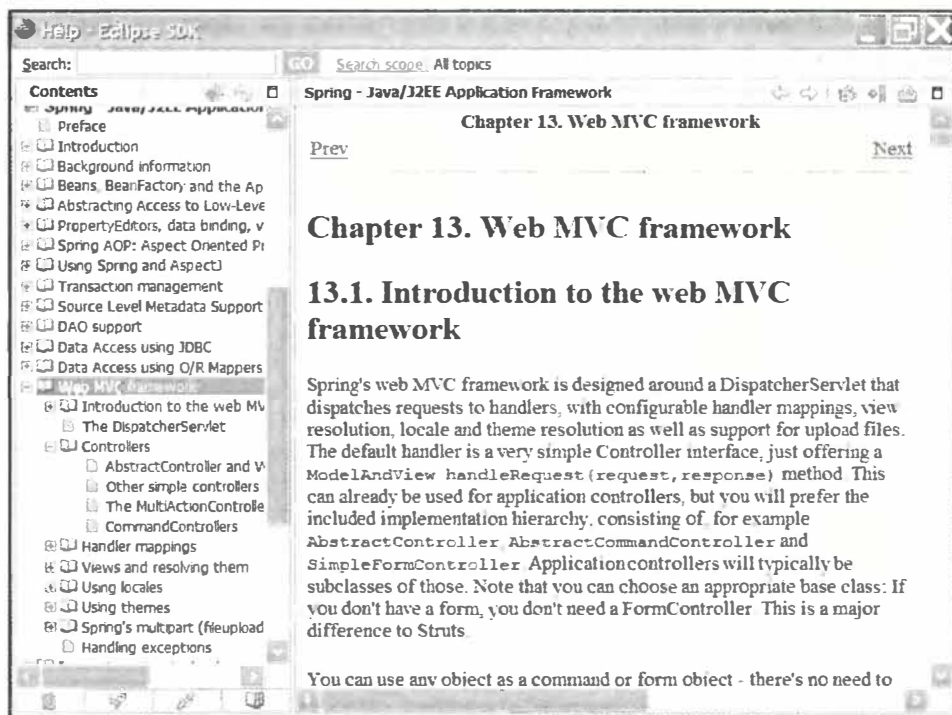 Help - Eclipse SDK
Search:
GO
Search scope: All topics
Contents
Spring - Java/J2EE Application
Preface
Introduction
Background information
Beans, BeanFactory and the Ap
Abstracting Access to Low-Leve
PropertyEditors, data binding, v
Spring AOP: Aspect Oriented Pr
Using Spring and AspectJ
Transaction management
Source Level Metadata Support
DAO support
Data Access using JDBC
Data Access using O/R Mappers
Web MVC framework
Introduction to the web MV
The DispatcherServlet
Controllers
AbstractController and W
Other simple controllers
The MultiActionControlle
CommandControllers
Handler mappings
Views and resolving them
Using locales
Using themes
Spring's multipart (fileupload
Handling exceptions
Spring - Java/J2EE Application Framework
Chapter 13. Web MVC framework
Prev Next
Chapter 13. Web MVC framework
13.1. Introduction to the web MVC
framework
Spring's web MVC framework is designed around a DispatcherServlet that
dispatches requests to handlers, with configurable handler mappings, view
resolution, locale and theme resolution as well as support for upload files.
The default handler is a very simple Controller interface, just offering a
ModelAndView handleRequest(request,response) method. This
can already be used for application controllers, but you will prefer the
included implementation hierarchy, consisting of, for example
AbstractController, AbstractCommandController and
SimpleFormController. Application controllers will typically be
subclasses of those. Note that you can choose an appropriate base class: If
you don't have a form, you don't need a FormController. This is a major
difference to Struts.
You can use any object as a command or form object - there's no need to